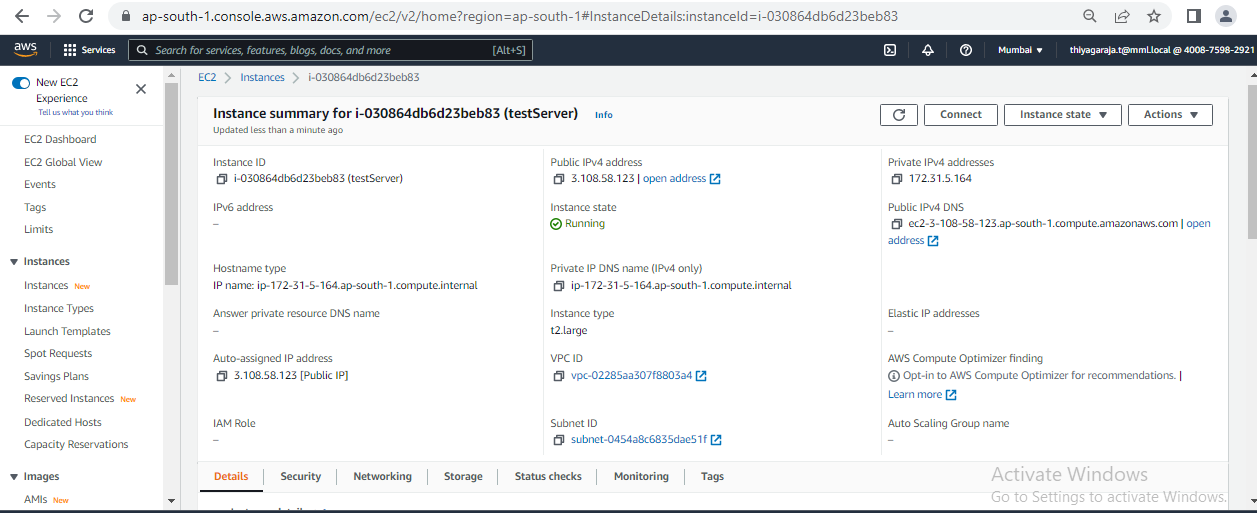 ap-south-1.console.aws.amazon.com/ec2/v2/home?region=ap-south-1#InstanceDetails:instanceId=i-030864db6d23beb83
aws
Services
Search for services, features, blogs, docs, and more
[Alt+S]
Mumbai
thiyagaraja.t@mml.local @ 4008-7598-2921
New EC2
Experience
Tell us what you think
EC2 Dashboard
EC2 Global View
Events
Tags
Limits
Instances
Instances New
Instance Types
Launch Templates
Spot Requests
Savings Plans
Reserved Instances New
Dedicated Hosts
Capacity Reservations
Images
AMIs New
EC2 > Instances > i-030864db6d23beb83
Instance summary for i-030864db6d23beb83 (testServer) Info
Updated less than a minute ago
Connect
Instance state
Actions
Instance ID
i-030864db6d23beb83 (testServer)
Public IPv4 address
3.108.58.123 | open address
Private IPv4 addresses
172.31.5.164
IPv6 address
–
Instance state
Running
Public IPv4 DNS
ec2-3-108-58-123.ap-south-1.compute.amazonaws.com | open
address
Hostname type
IP name: ip-172-31-5-164.ap-south-1.compute.internal
Private IP DNS name (IPv4 only)
ip-172-31-5-164.ap-south-1.compute.internal
Answer private resource DNS name
–
Instance type
t2.large
Elastic IP addresses
–
Auto-assigned IP address
3.108.58.123 [Public IP]
VPC ID
vpc-02285aa307f8803a4
AWS Compute Optimizer finding
Opt-in to AWS Compute Optimizer for recommendations. |
Learn more
IAM Role
–
Subnet ID
subnet-0454a8c6835dae51f
Auto Scaling Group name
–
Details
Security
Networking
Storage
Status checks
Monitoring
Tags
Activate Windows
Go to Settings to activate Windows.